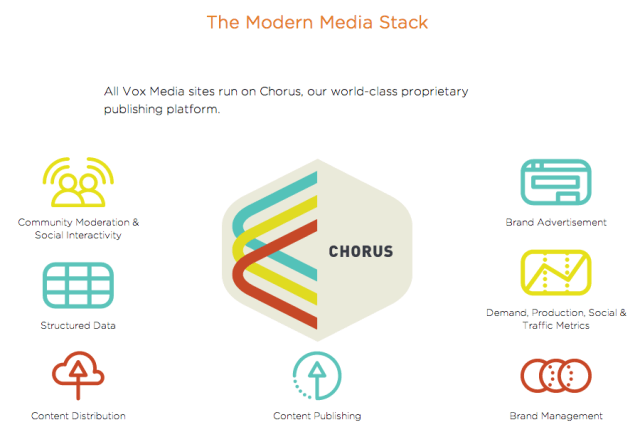 The Modern Media Stack
All Vox Media sites run on Chorus, our world-class proprietary
publishing platform.
Community Moderation &
Social Interactivity
CHORUS
Brand Advertisement
Structured Data
Demand, Production, Social &
Traffic Metrics
Content Distribution
Content Publishing
Brand Management